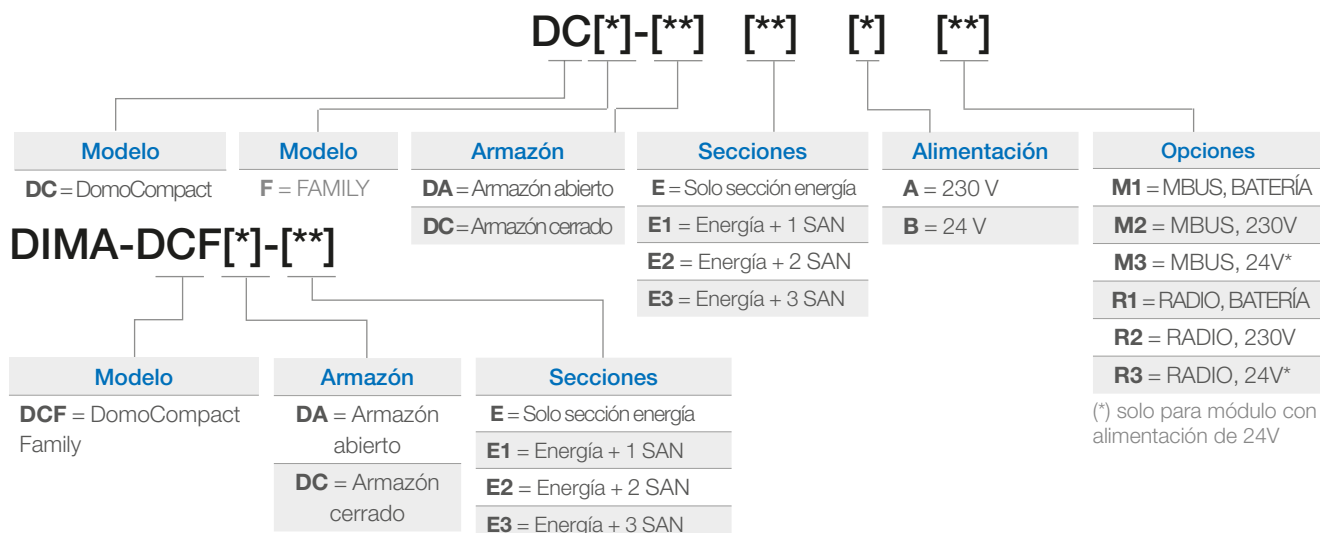 DC[*]-[**] [**] [*] [**]
Modelo
DC = DomoCompact
Modelo
F = FAMILY
Armazón
DA = Armazón abierto
DC = Armazón cerrado
Secciones
E = Solo sección energía
E1 = Energía + 1 SAN
E2 = Energía + 2 SAN
E3 = Energía + 3 SAN
Alimentación
A = 230 V
B = 24 V
Opciones
M1 = MBUS, BATERÍA
M2 = MBUS, 230V
M3 = MBUS, 24V*
R1 = RADIO, BATERÍA
R2 = RADIO, 230V
R3 = RADIO, 24V*
(*) solo para módulo con
alimentación de 24V
DIMA-DCF[*]-[**]
Modelo
DCF = DomoCompact
Family
Armazón
DA = Armazón
abierto
DC = Armazón
cerrado
Secciones
E = Solo sección energía
E1 = Energía + 1 SAN
E2 = Energía + 2 SAN
E3 = Energía + 3 SAN